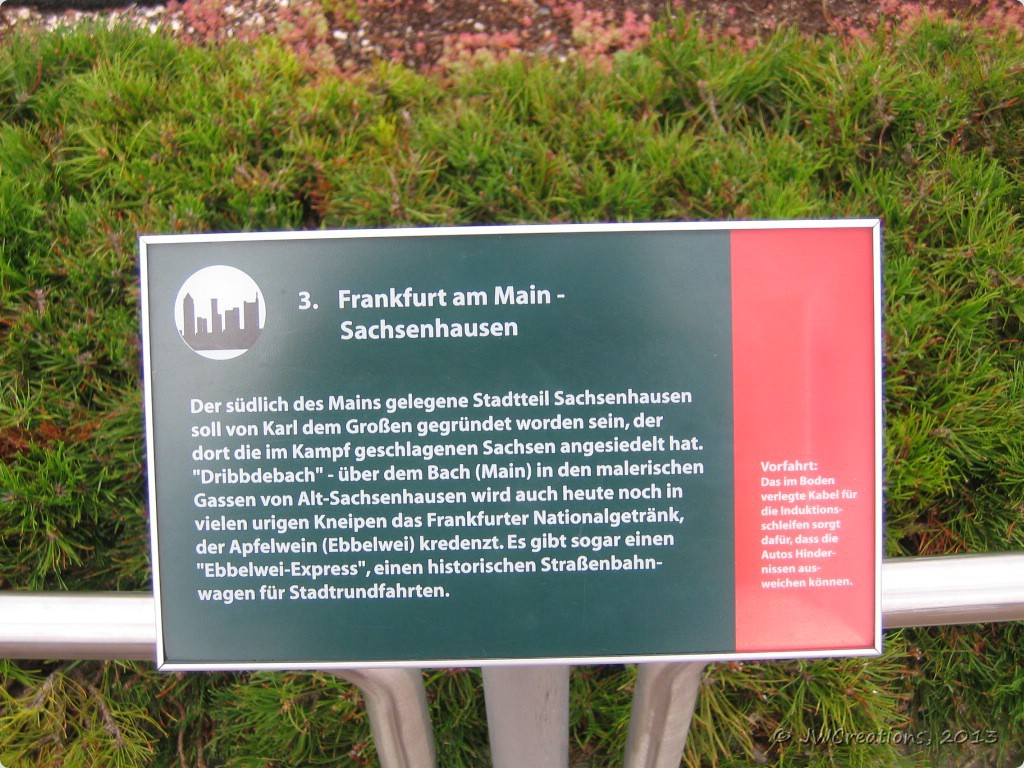 3. Frankfurt am Main -
Sachsenhausen
Der südlich des Mains gelegene Stadtteil Sachsenhausen
soll von Karl dem Großen gegründet worden sein, der
dort die im Kampf geschlagenen Sachsen angesiedelt hat.
"Dribbdebach" - über dem Bach (Main) in den malerischen
Gassen von Alt-Sachsenhausen wird auch heute noch in
vielen urigen Kneipen das Frankfurter Nationalgetränk,
der Apfelwein (Ebbelwei) kredenzt. Es gibt sogar einen
"Ebbelwei-Express", einen historischen Straßenbahn-
wagen für Stadtrundfahrten.
Vorfahrt:
Das im Boden
verlegte Kabel für
die Induktions-
schleifen sorgt
dafür, dass die
Autos Hinder-
nissen aus-
weichen können.
© JWCreations, 2013